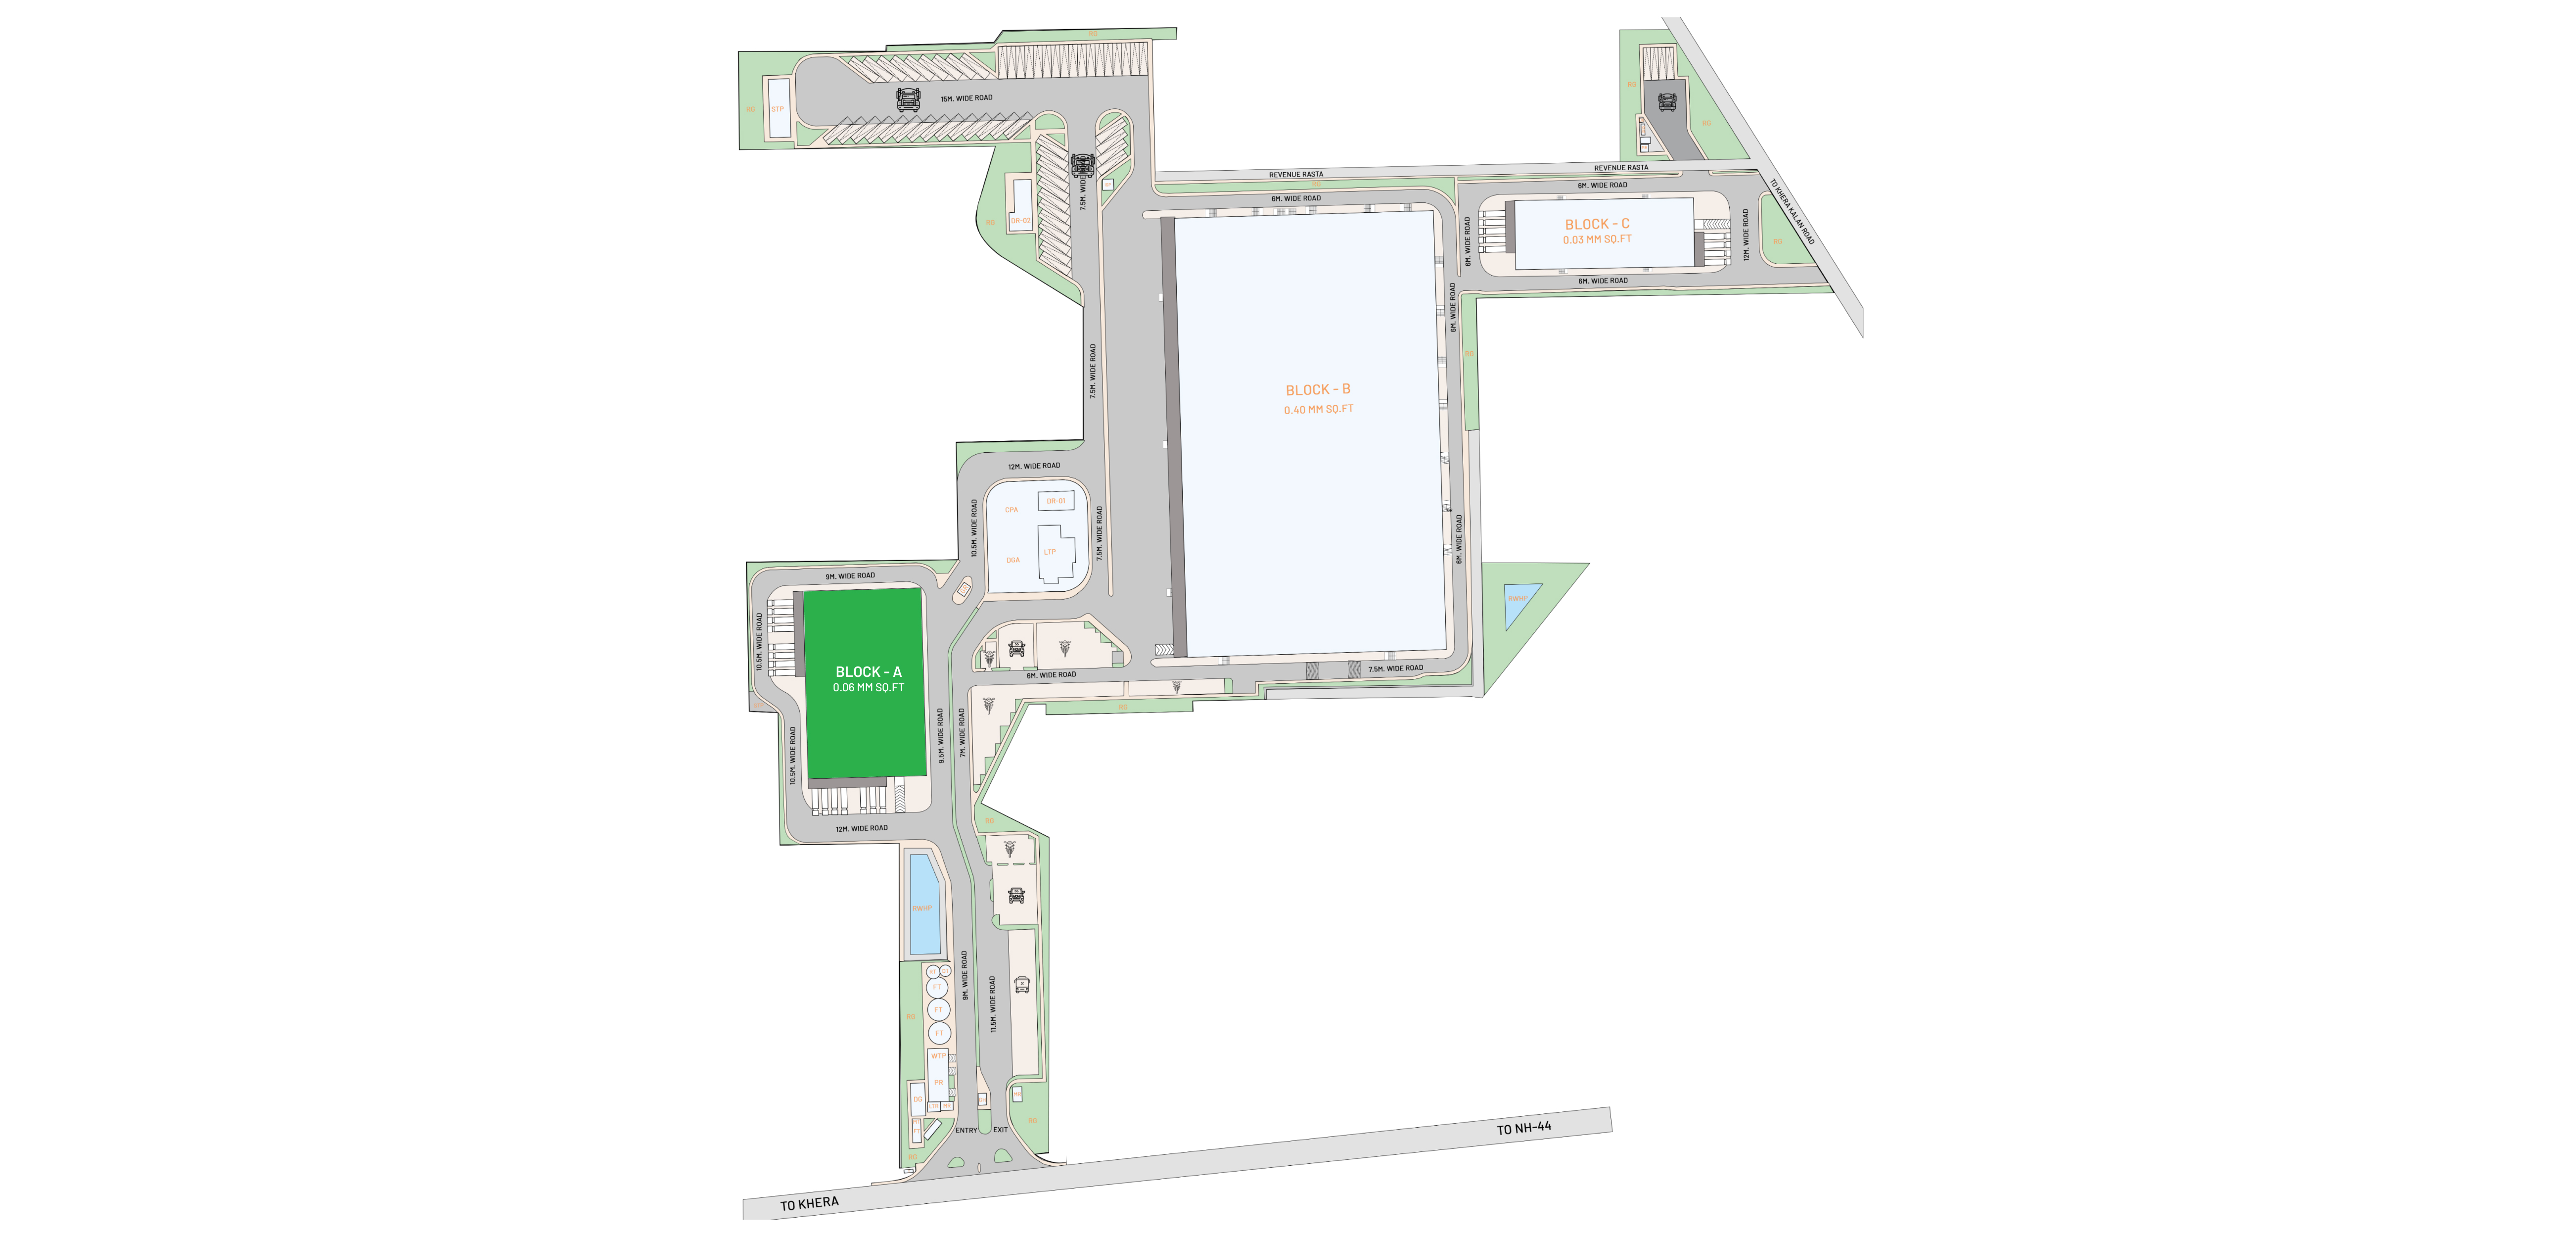 RG
RG
STP
15M. WIDE ROAD
RG
RG
7.5M. WIDE
DR-02
RG
REVENUE RASTA
REVENUE RASTA
RG
6M. WIDE ROAD
6M. WIDE ROAD
TO KHERA KALAN ROAD
6M. WIDE ROAD
BLOCK - C
0.03 MM SQ.FT
12M. WIDE ROAD
RG
6M. WIDE ROAD
6M. WIDE ROAD
7.5M. WIDE ROAD
RG
BLOCK - B
0.40 MM SQ.FT
12M. WIDE ROAD
10.5M. WIDE ROAD
CPA
DR-01
LTP
DGA
7.5M. WIDE ROAD
6M. WIDE ROAD
9M. WIDE ROAD
RWHP
10.5M. WIDE ROAD
BLOCK - A
0.06 MM SQ.FT
6M. WIDE ROAD
7.5M. WIDE ROAD
RG
9.5M. WIDE ROAD
7M. WIDE ROAD
10.5M. WIDE ROAD
12M. WIDE ROAD
RG
RWHP
9M. WIDE ROAD
11.5M. WIDE ROAD
FT
FT
FT
RG
WTP
PR
DG
RG
ENTRY
EXIT
RG
TO NH-44
TO KHERA